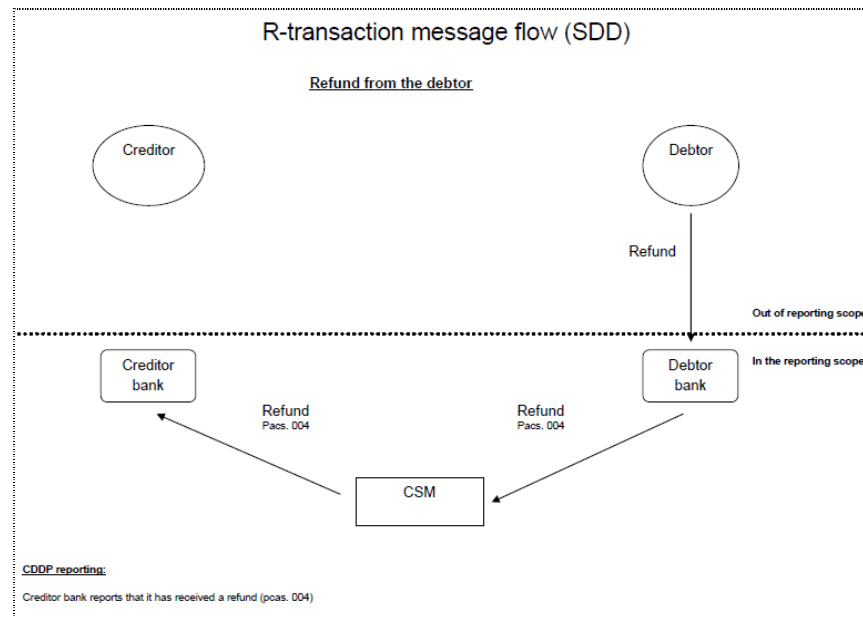 R-transaction message flow (SDD)
Refund from the debtor
Creditor
Debtor
Refund
Out of reporting scope
In the reporting scope
Creditor
bank
Debtor
bank
Refund
Pacs. 004
Refund
Pacs. 004
CSM
CDDP reporting:
Creditor bank reports that it has received a refund (pcas. 004)